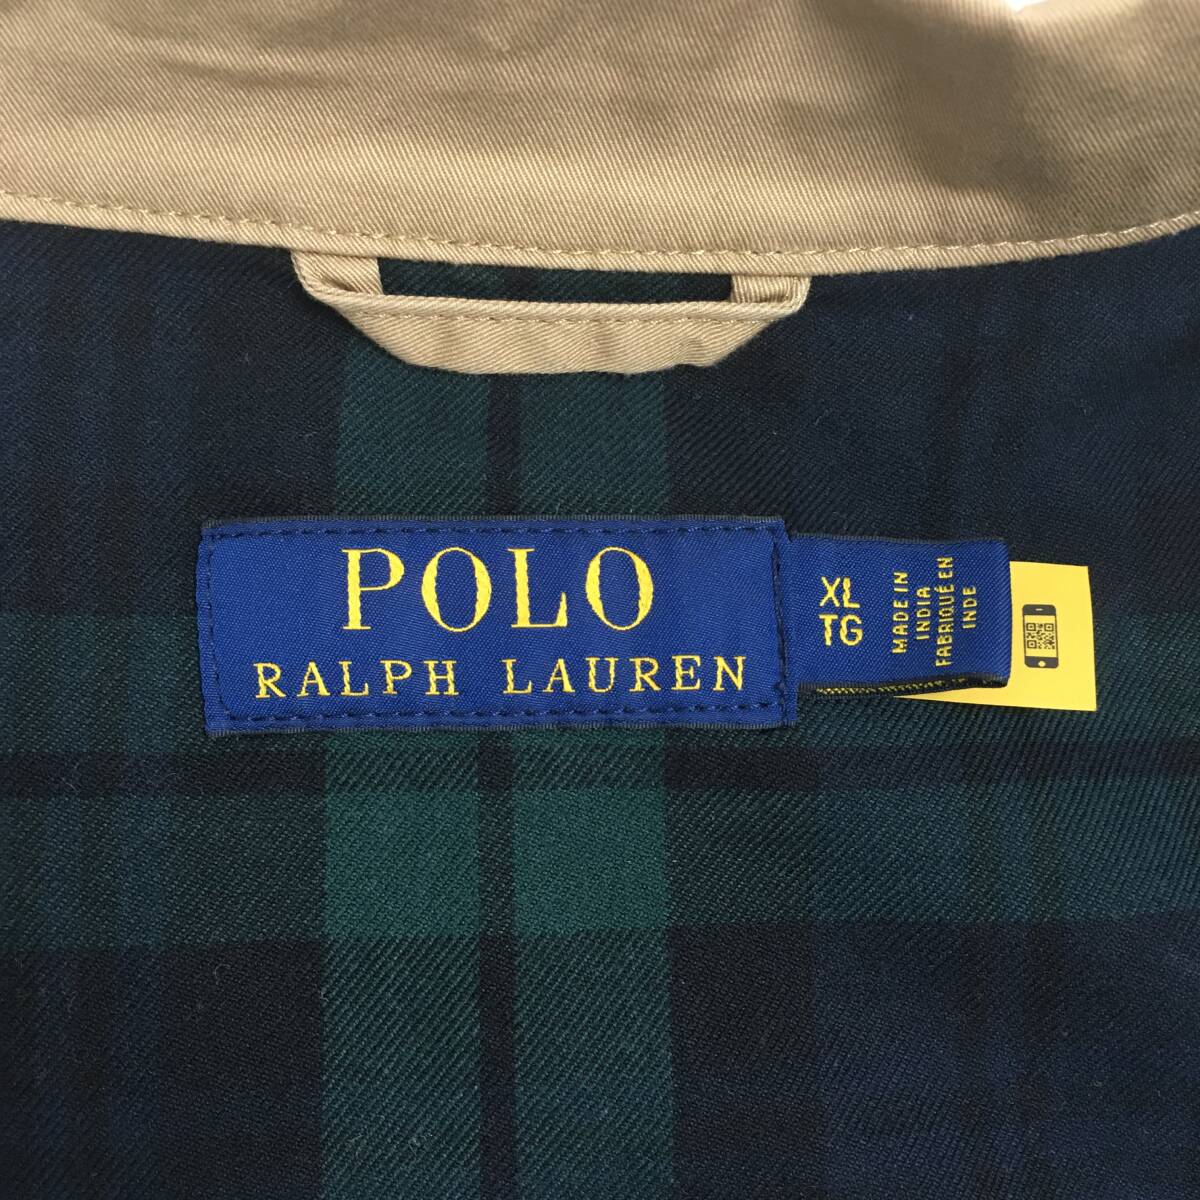 POLO
RALPH LAUREN
XL
TG
MADE IN
INDIA
FABRIQUÉ EN
INDE